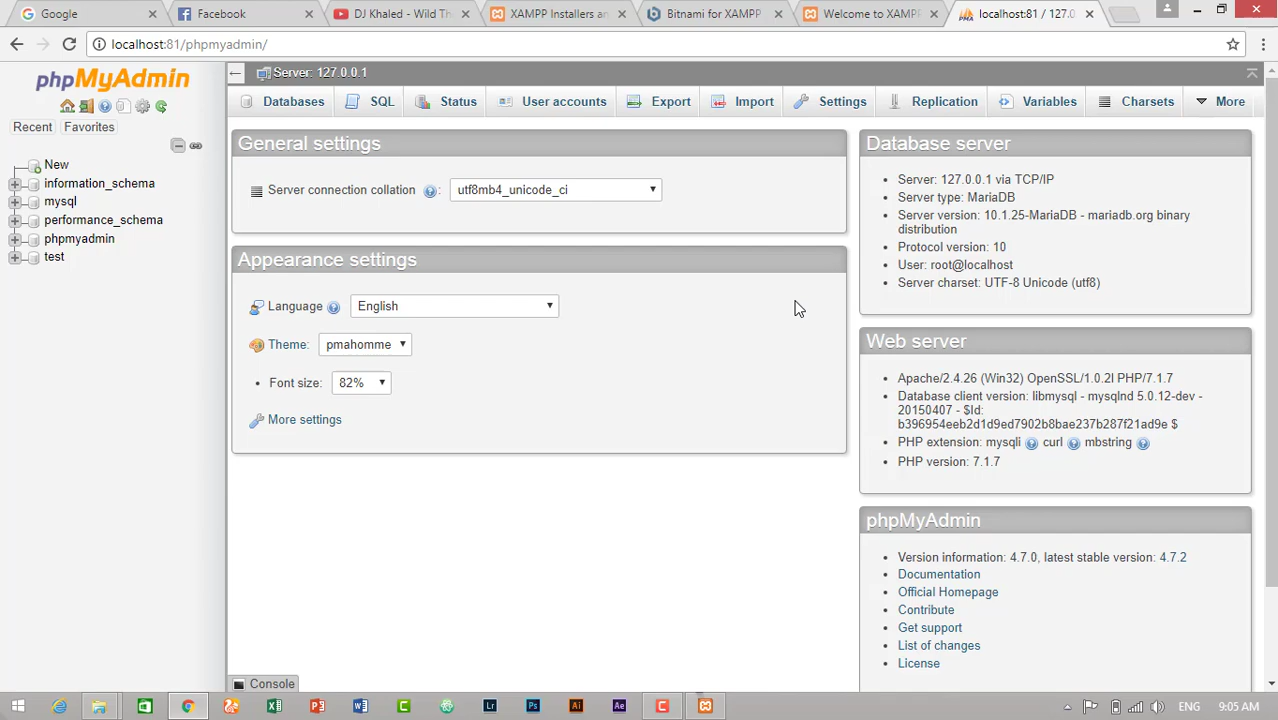 Google
Facebook
DJ Khaled - Wild Tho
XAMPP Installers an
Bitnami for XAMPP
Welcome to XAMPP
localhost:81 / 127.0
localhost:81/phpmyadmin/
phpMyAdmin
Recent
Favorites
New
information_schema
mysql
performance_schema
phpmyadmin
test
Server: 127.0.0.1
Databases
SQL
Status
User accounts
Export
Import
Settings
Replication
Variables
Charsets
More
General settings
Server connection collation :
utf8mb4_unicode_ci
Appearance settings
Language
English
Theme:
pmahomme
• Font size:
82%
More settings
Database server
• Server: 127.0.0.1 via TCP/IP
• Server type: MariaDB
• Server version: 10.1.25-MariaDB - mariadb.org binary
distribution
• Protocol version: 10
• User: root@localhost
• Server charset: UTF-8 Unicode (utf8)
Web server
• Apache/2.4.26 (Win32) OpenSSL/1.0.2l PHP/7.1.7
• Database client version: libmysql - mysqlnd 5.0.12-dev -
20150407 - $Id:
b396954eeb2d1d9ed7902b8bae237b287f21ad9e $
• PHP extension: mysqli curl mbstring
• PHP version: 7.1.7
phpMyAdmin
• Version information: 4.7.0, latest stable version: 4.7.2
• Documentation
• Official Homepage
• Contribute
• Get support
• List of changes
• License
Console
Lr
Ps
Ai
Ae
ENG
9:05 AM